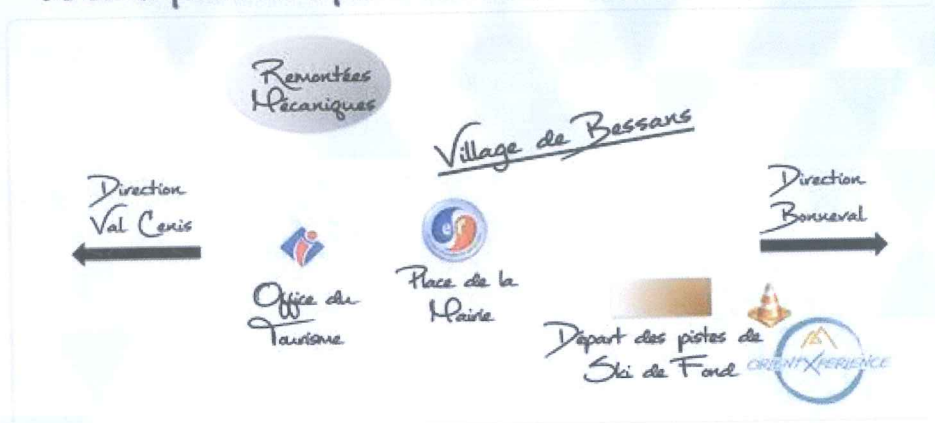 Remontées
Mécaniques
Village de Bessans
Direction
Val Cenis
Direction
Bonneval
Office du
Tourisme
Place de la
Mairie
Départ des pistes de
Ski de Fond
ORIENTXPERIENCE